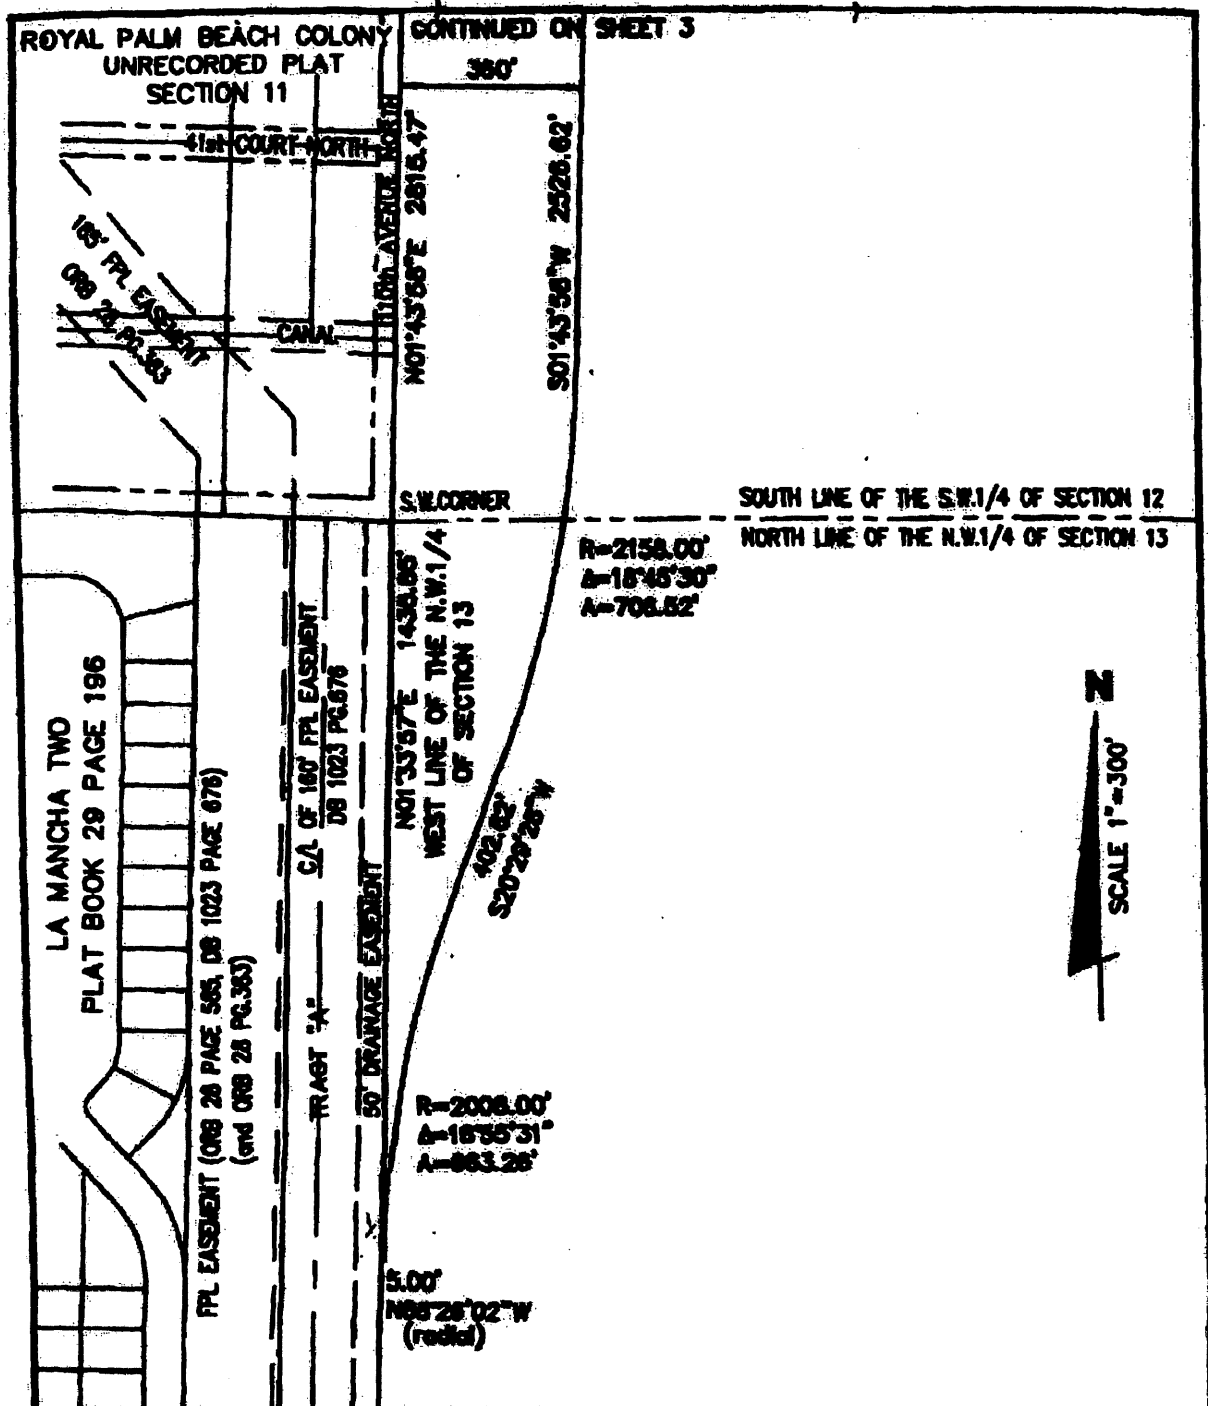 ROYAL PALM BEACH COLONY
UNRECORDED PLAT
SECTION 11
CONTINUED ON SHEET 3
360'
41st COURT NORTH
110th AVENUE NORTH
N01°43'56"E 2615.47'
S01°43'56"W 2526.62'
185' FPL EASEMENT
ORB 28 PG.383
CANAL
S.W.CORNER
SOUTH LINE OF THE S.W.1/4 OF SECTION 12
NORTH LINE OF THE N.W.1/4 OF SECTION 13
R=2158.00'
Δ=18°45'30"
A=706.52'
N01°33'57"E
WEST LINE OF THE N.W.1/4
OF SECTION 13
C/L OF 160' FPL EASEMENT
DB 1023 PG.676
LA MANCHA TWO
PLAT BOOK 29 PAGE 196
402.62'
S20°29'26"W
N
SCALE 1"=300'
FPL EASEMENT (ORB 28 PAGE 585, DB 1023 PAGE 676)
(and ORB 28 PG.383)
TRACT "A"
50' DRAINAGE EASEMENT
R=2008.00'
Δ=18°55'31"
5.00'
(radial)